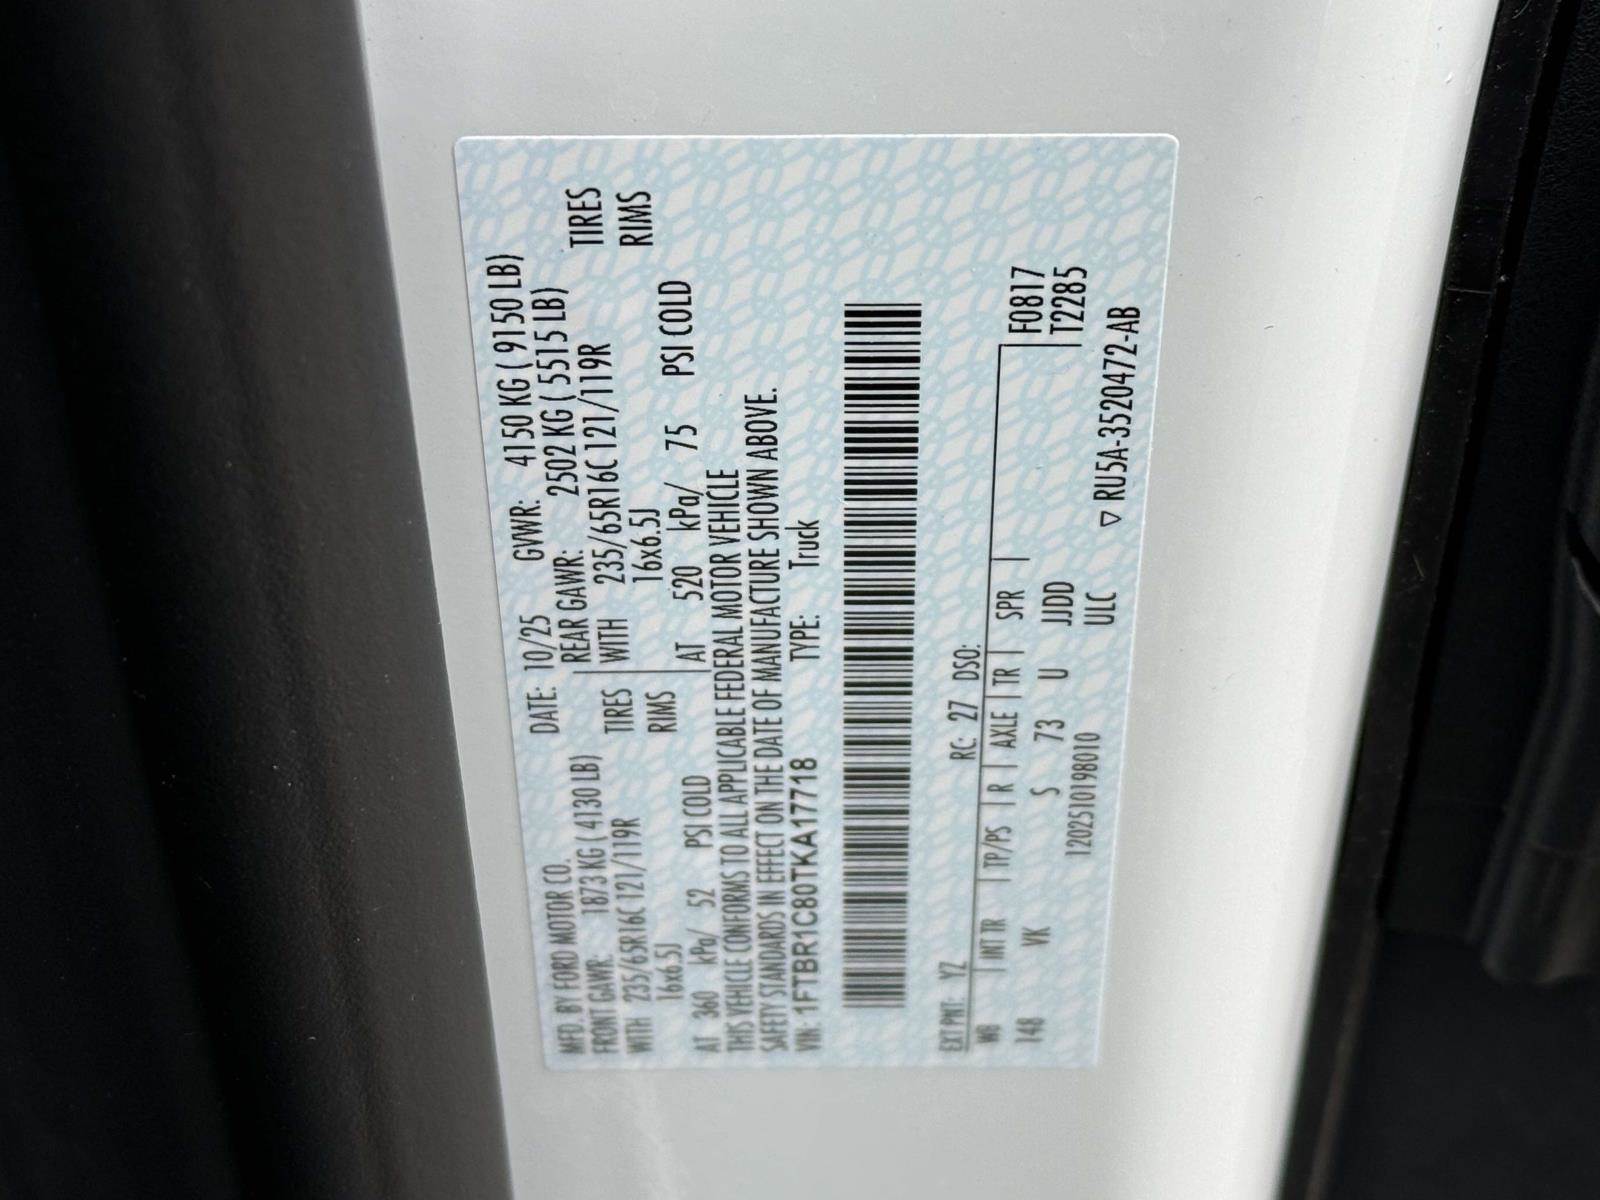 MFD. BY FORD MOTOR CO. DATE: 10/25 GVWR: 4150 KG ( 9150 LB)
FRONT GAWR: 1873 KG ( 4130 LB) REAR GAWR: 2502 KG ( 5515 LB)
WITH 235/65R16C 121/119R TIRES WITH 235/65R16C 121/119R TIRES
16x6.5J RIMS 16x6.5J RIMS
AT 360 kPa/ 52 PSI COLD AT 520 kPa/ 75 PSI COLD
THIS VEHICLE CONFORMS TO ALL APPLICABLE FEDERAL MOTOR VEHICLE
SAFETY STANDARDS IN EFFECT ON THE DATE OF MANUFACTURE SHOWN ABOVE.
VIN: 1FTBR1C80TKA17718 TYPE: Truck
EXT PNT: YZ RC: 27 DSO:
WB INT TR TP/PS R AXLE TR SPR F0817
148 VK S 73 U JJDD T2285
1202510198010 ULC ▽ RU5A-3520472-AB